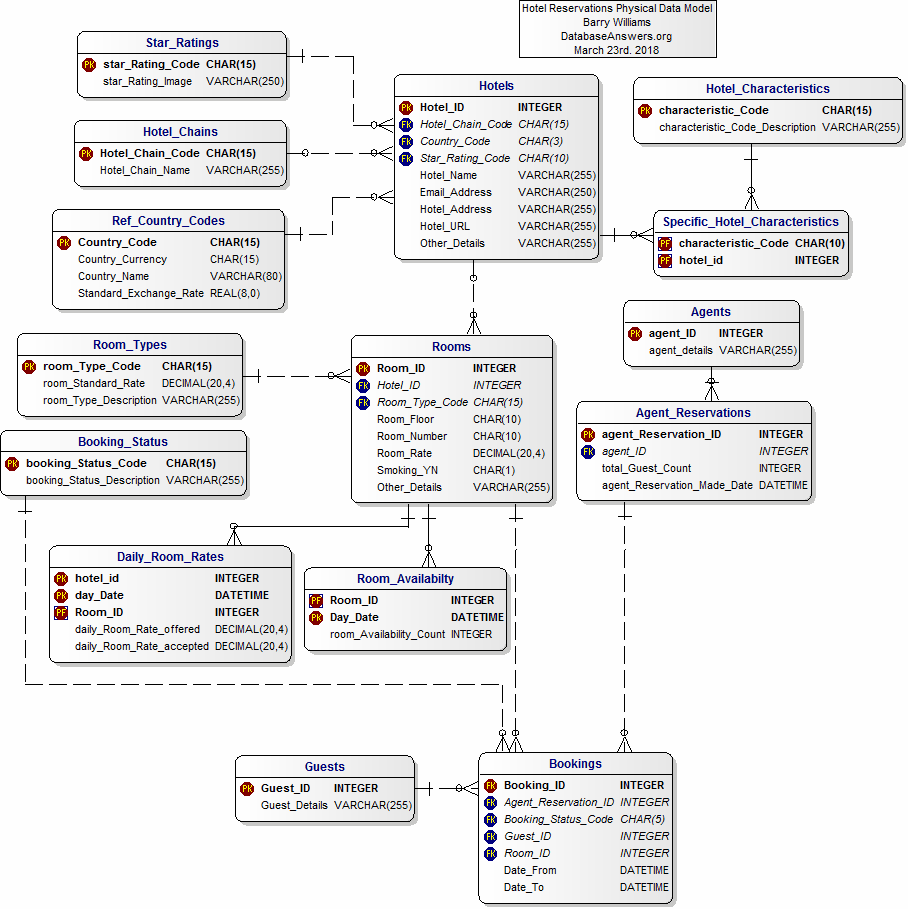 Hotel Reservations Physical Data Model
Barry Williams
DatabaseAnswers.org
March 23rd. 2018
Star_Ratings
PK star_Rating_Code CHAR(15)
star_Rating_Image VARCHAR(250)
Hotel_Chains
PK Hotel_Chain_Code CHAR(15)
Hotel_Chain_Name VARCHAR(255)
Ref_Country_Codes
PK Country_Code CHAR(15)
Country_Currency CHAR(15)
Country_Name VARCHAR(80)
Standard_Exchange_Rate REAL(8,0)
Hotels
PK Hotel_ID INTEGER
FK Hotel_Chain_Code CHAR(15)
FK Country_Code CHAR(3)
FK Star_Rating_Code CHAR(10)
Hotel_Name VARCHAR(255)
Email_Address VARCHAR(250)
Hotel_Address VARCHAR(255)
Hotel_URL VARCHAR(255)
Other_Details VARCHAR(255)
Hotel_Characteristics
PK characteristic_Code CHAR(15)
characteristic_Code_Description VARCHAR(255)
Specific_Hotel_Characteristics
PF characteristic_Code CHAR(10)
PF hotel_id INTEGER
Agents
PK agent_ID INTEGER
agent_details VARCHAR(255)
Room_Types
PK room_Type_Code CHAR(15)
room_Standard_Rate DECIMAL(20,4)
room_Type_Description VARCHAR(255)
Rooms
PK Room_ID INTEGER
FK Hotel_ID INTEGER
FK Room_Type_Code CHAR(15)
Room_Floor CHAR(10)
Room_Number CHAR(10)
Room_Rate DECIMAL(20,4)
Smoking_YN CHAR(1)
Other_Details VARCHAR(255)
Agent_Reservations
PK agent_Reservation_ID INTEGER
FK agent_ID INTEGER
total_Guest_Count INTEGER
agent_Reservation_Made_Date DATETIME
Booking_Status
PK booking_Status_Code CHAR(15)
booking_Status_Description VARCHAR(255)
Daily_Room_Rates
PK hotel_id INTEGER
PK day_Date DATETIME
PF Room_ID INTEGER
daily_Room_Rate_offered DECIMAL(20,4)
daily_Room_Rate_accepted DECIMAL(20,4)
Room_Availabilty
PF Room_ID INTEGER
PK Day_Date DATETIME
room_Availability_Count INTEGER
Guests
PK Guest_ID INTEGER
Guest_Details VARCHAR(255)
Bookings
PK Booking_ID INTEGER
FK Agent_Reservation_ID INTEGER
FK Booking_Status_Code CHAR(5)
FK Guest_ID INTEGER
FK Room_ID INTEGER
Date_From DATETIME
Date_To DATETIME